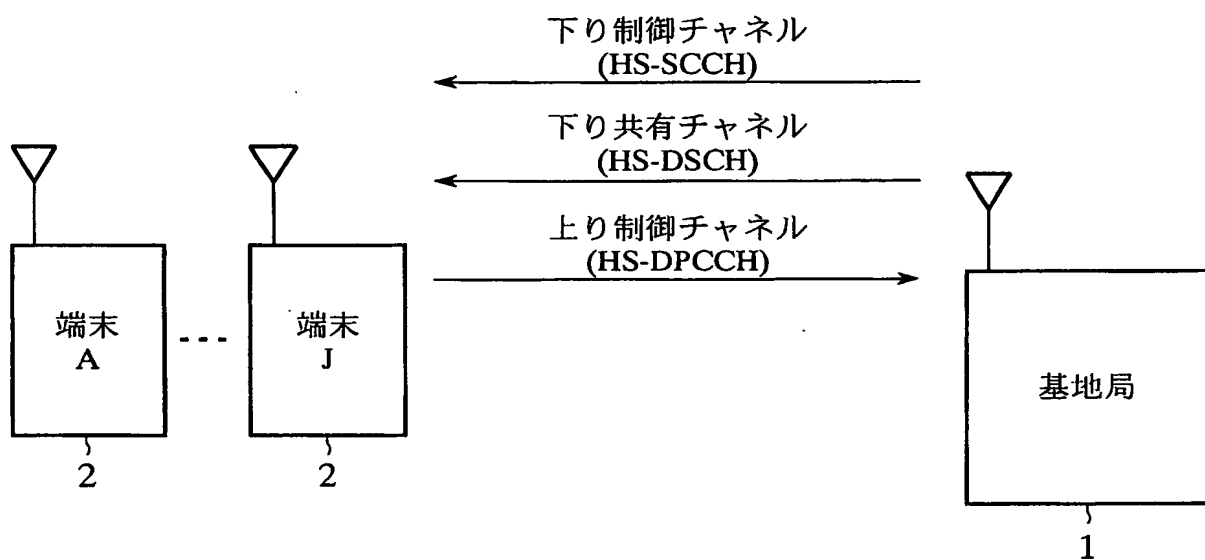 下り制御チャネル
(HS-SCCH)
下り共有チャネル
(HS-DSCH)
上り制御チャネル
(HS-DPCCH)
端末
A
端末
J
基地局
2
2
1